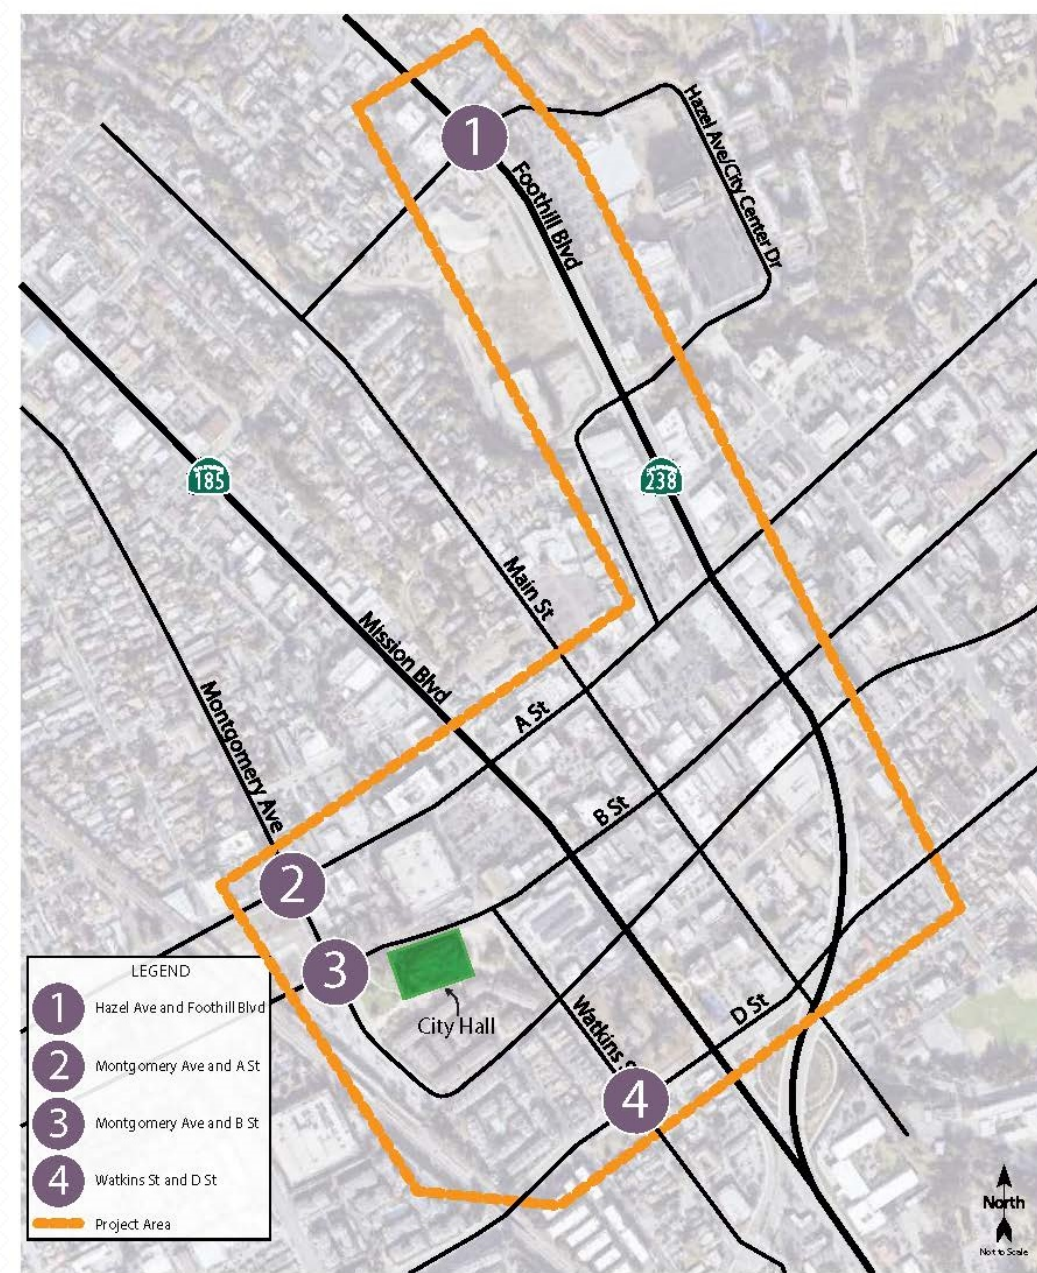 1
Hazel Ave/City Center Dr
Foothill Blvd
185
238
Main St
Mission Blvd
Montgomery Ave
A St
B St
2
3
City Hall
Watkins S
D St
4
LEGEND
1 Hazel Ave and Foothill Blvd
2 Montgomery Ave and A St
3 Montgomery Ave and B St
4 Watkins St and D St
Project Area
North
Not to Scale